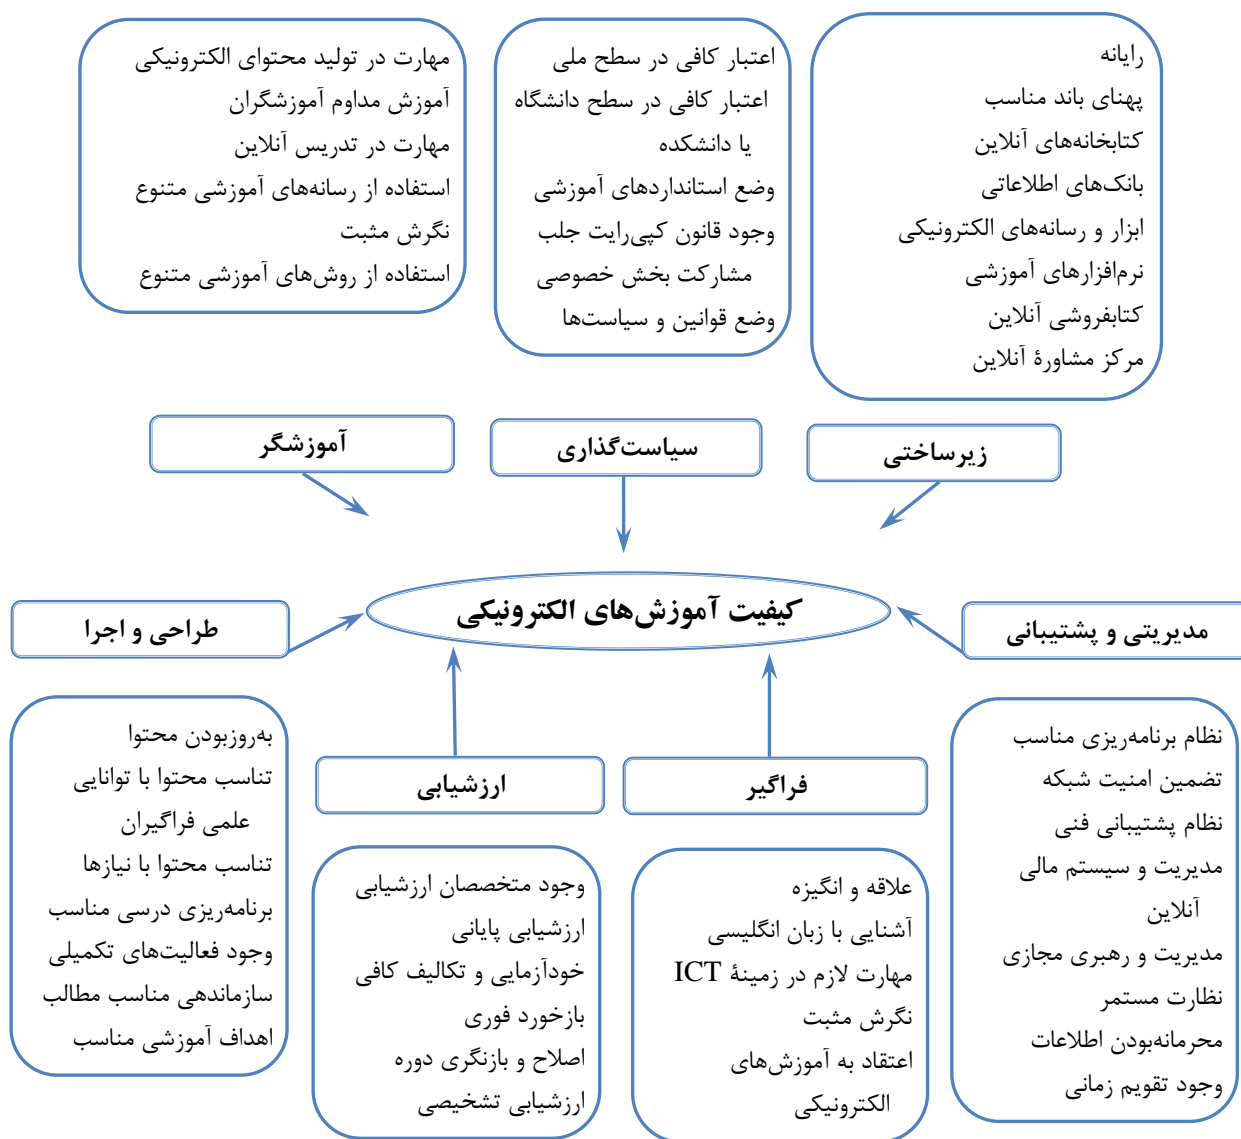 رایانه
پهنای باند مناسب
کتابخانه‌های آنلاین
بانک‌های اطلاعاتی
ابزار و رسانه‌های الکترونیکی
نرم‌افزارهای آموزشی
کتابفروشی آنلاین
مرکز مشاورۀ آنلاین
اعتبار کافی در سطح ملی
اعتبار کافی در سطح دانشگاه
یا دانشکده
وضع استانداردهای آموزشی
وجود قانون کپی‌رایت جلب
مشارکت بخش خصوصی
وضع قوانین و سیاست‌ها
مهارت در تولید محتوای الکترونیکی
آموزش مداوم آموزشگران
مهارت در تدریس آنلاین
استفاده از رسانه‌های آموزشی متنوع
نگرش مثبت
استفاده از روش‌های آموزشی متنوع
زیرساختی
سیاست‌گذاری
آموزشگر
کیفیت آموزش‌های الکترونیکی
مدیریتی و پشتیبانی
طراحی و اجرا
فراگیر
ارزشیابی
نظام برنامه‌ریزی مناسب
تضمین امنیت شبکه
نظام پشتیبانی فنی
مدیریت و سیستم مالی
آنلاین
مدیریت و رهبری مجازی
نظارت مستمر
محرمانه‌بودن اطلاعات
وجود تقویم زمانی
علاقه و انگیزه
آشنایی با زبان انگلیسی
مهارت لازم در زمینۀ ICT
نگرش مثبت
اعتقاد به آموزش‌های
الکترونیکی
وجود متخصصان ارزشیابی
ارزشیابی پایانی
خودآزمایی و تکالیف کافی
بازخورد فوری
اصلاح و بازنگری دوره
ارزشیابی تشخیصی
به‌روزبودن محتوا
تناسب محتوا با توانایی
علمی فراگیران
تناسب محتوا با نیازها
برنامه‌ریزی درسی مناسب
وجود فعالیت‌های تکمیلی
سازماندهی مناسب مطالب
اهداف آموزشی مناسب